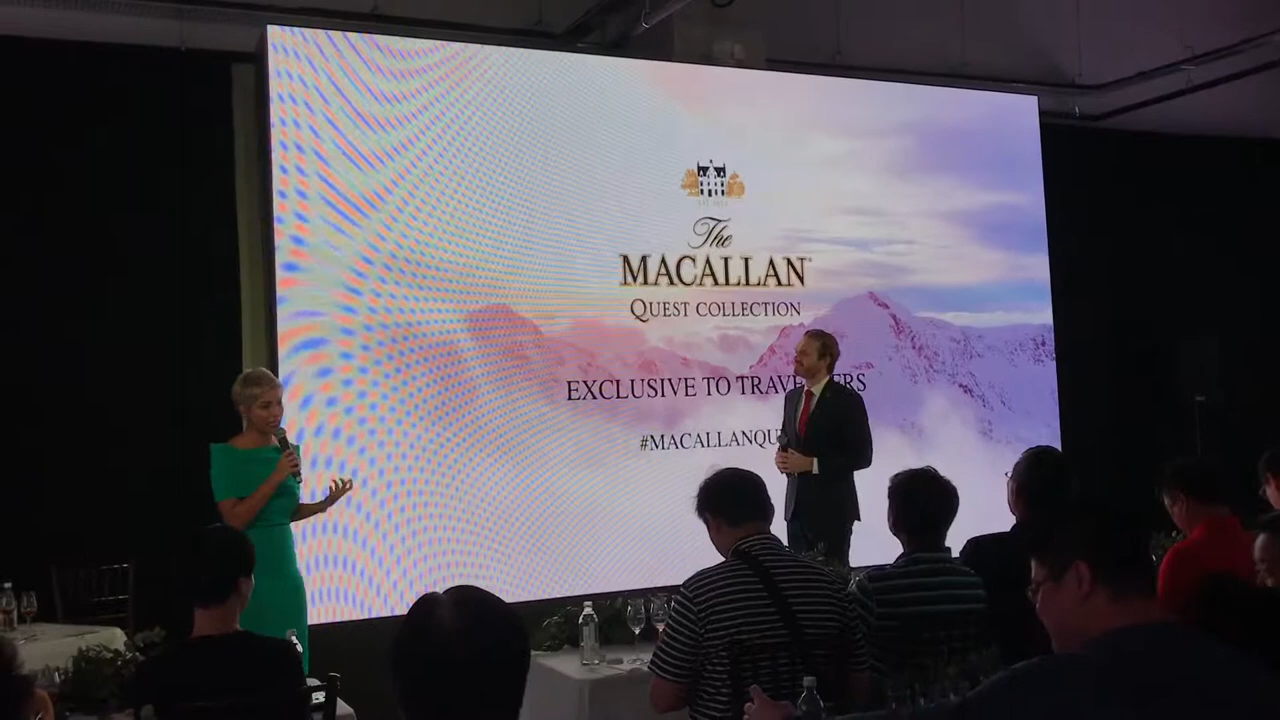 The
MACALLAN
QUEST COLLECTION
EXCLUSIVE TO
#MACALLANQU